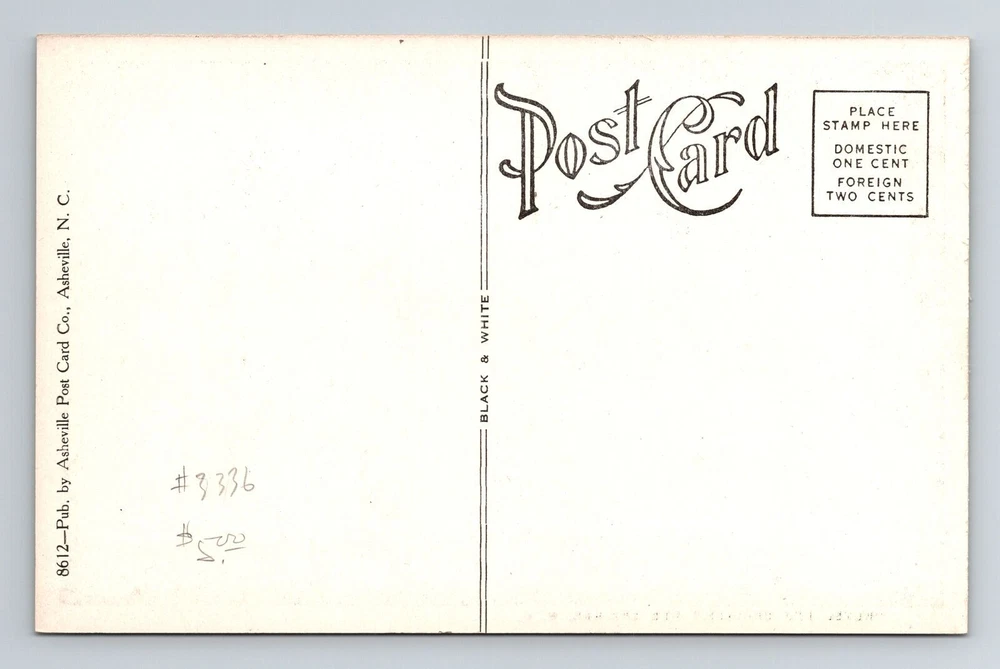 8612—Pub. by Asheville Post Card Co., Asheville, N. C.
#3336
$5.00
BLACK & WHITE
Post Card
PLACE
STAMP HERE
DOMESTIC
ONE CENT
FOREIGN
TWO CENTS